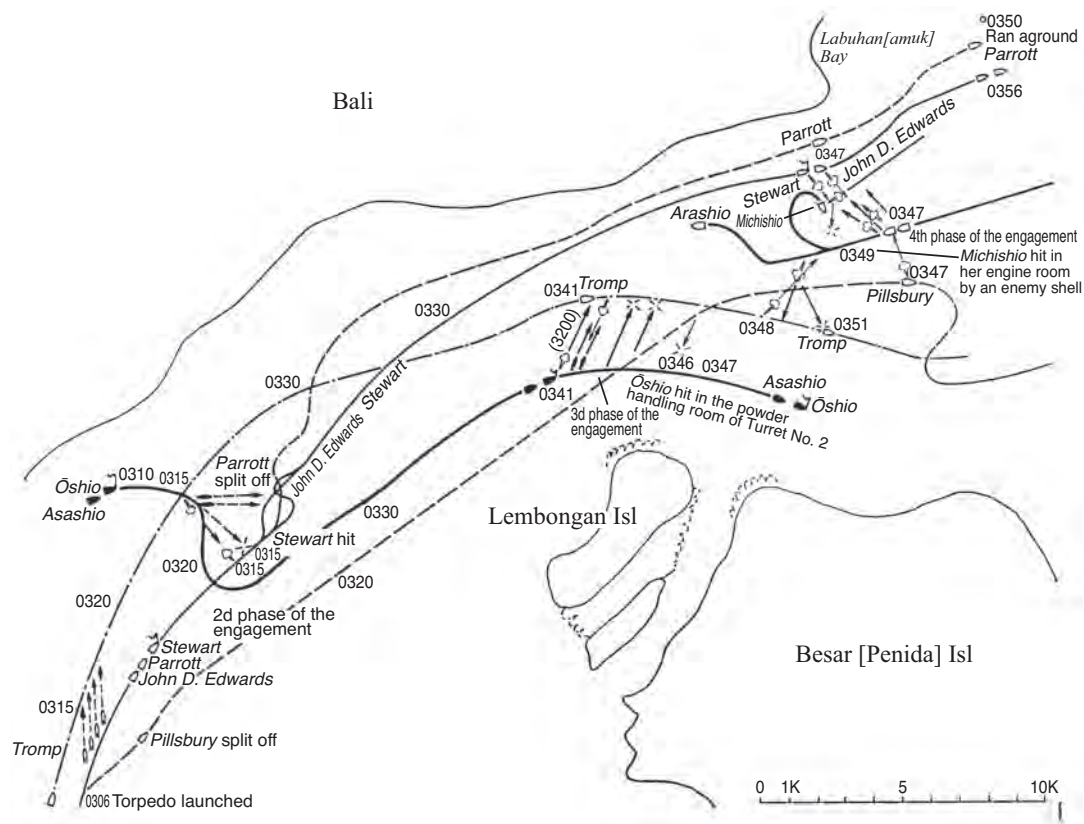 0350
Ran aground
Parrott
Labuhan[amuk]
Bay
0356
Bali
Parrott
0347
John D. Edwards
Stewart
Michishio
Arashio
0347
4th phase of the engagement
0349
Michishio hit in
her engine room
by an enemy shell
0347
Pillsbury
0341
Tromp
0330
(3200)
0348
0351
Tromp
0330
0346
0347
0341
Asashio
Ōshio
Ōshio hit in the powder
handling room of Turret No. 2
3d phase of the
engagement
Stewart
John D. Edwards
Parrott
split off
0310
0315
Ōshio
Asashio
0330
Lembongan Isl
Stewart hit
0315
0315
0320
0320
0320
2d phase of the
engagement
Stewart
Parrott
John D. Edwards
Besar [Penida] Isl
0315
Tromp
Pillsbury split off
0306 Torpedo launched
0 1K 5 10K